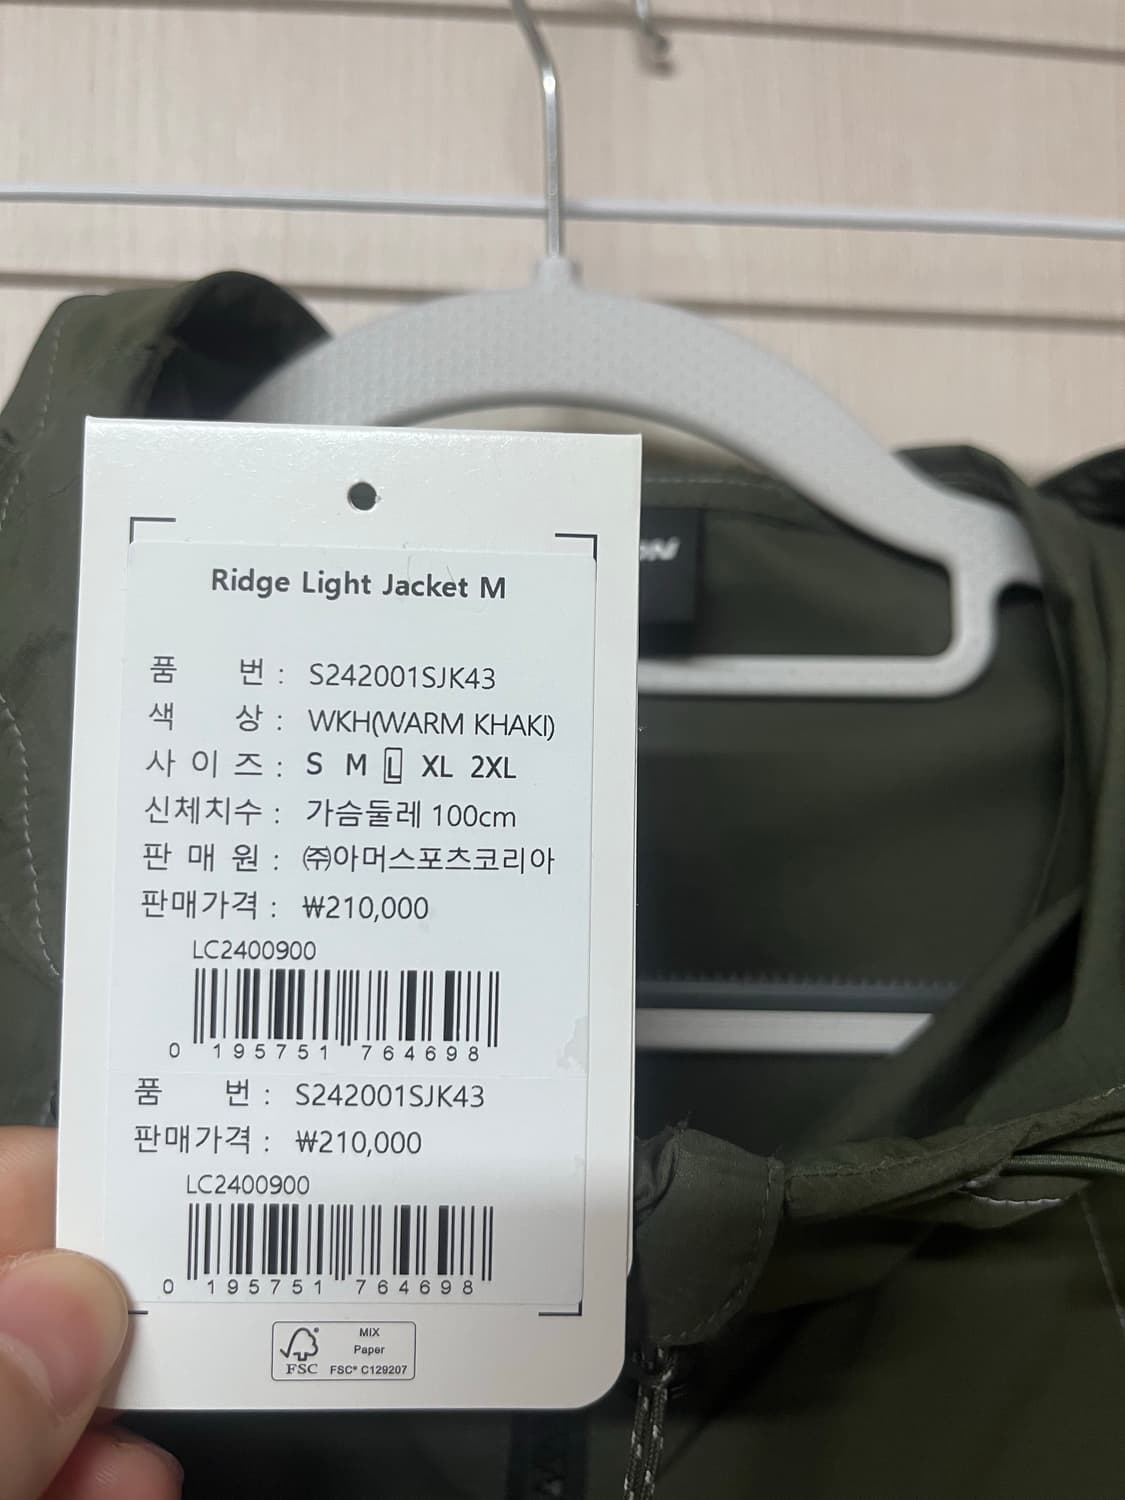 Ridge Light Jacket M
품 번 : S242001SJK43
색 상 : WKH(WARM KHAKI)
사 이 즈 : S M L XL 2XL
신체치수 : 가슴둘레 100cm
판 매 원 : ㈜아머스포츠코리아
판매가격 : ₩210,000
LC2400900
0 195751 764698
품 번 : S242001SJK43
판매가격 : ₩210,000
LC2400900
0 195751 764698
MIX
Paper
FSC FSC® C129207